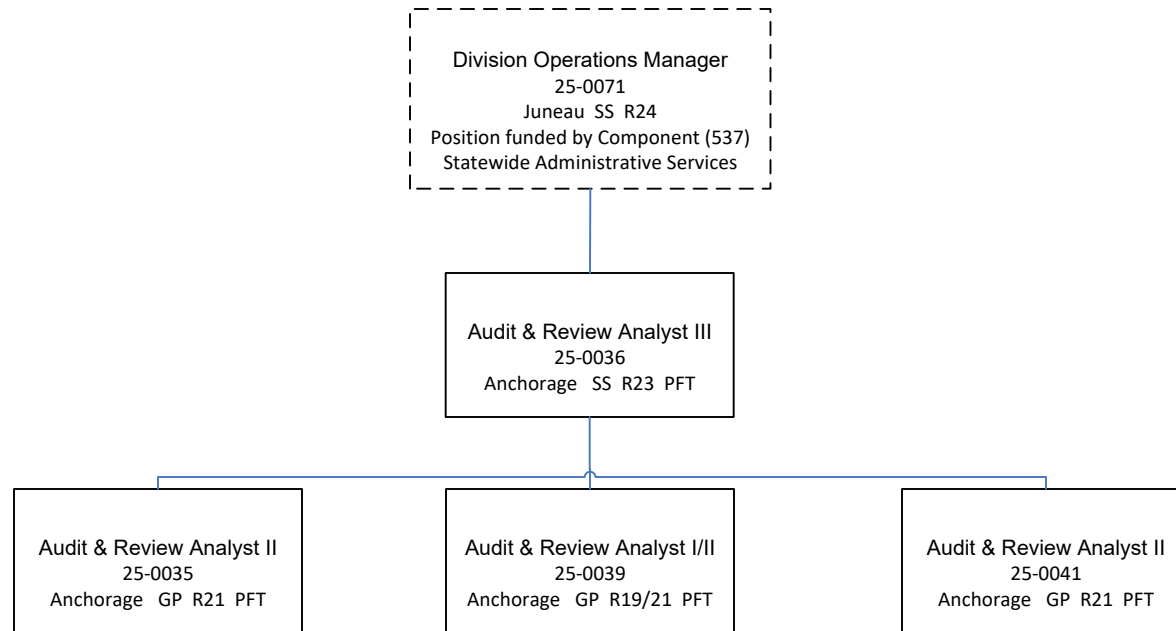 Division Operations Manager
25-0071
Juneau SS R24
Position funded by Component (537)
Statewide Administrative Services
Audit & Review Analyst III
25-0036
Anchorage SS R23 PFT
Audit & Review Analyst II
25-0035
Anchorage GP R21 PFT
Audit & Review Analyst I/II
25-0039
Anchorage GP R19/21 PFT
Audit & Review Analyst II
25-0041
Anchorage GP R21 PFT